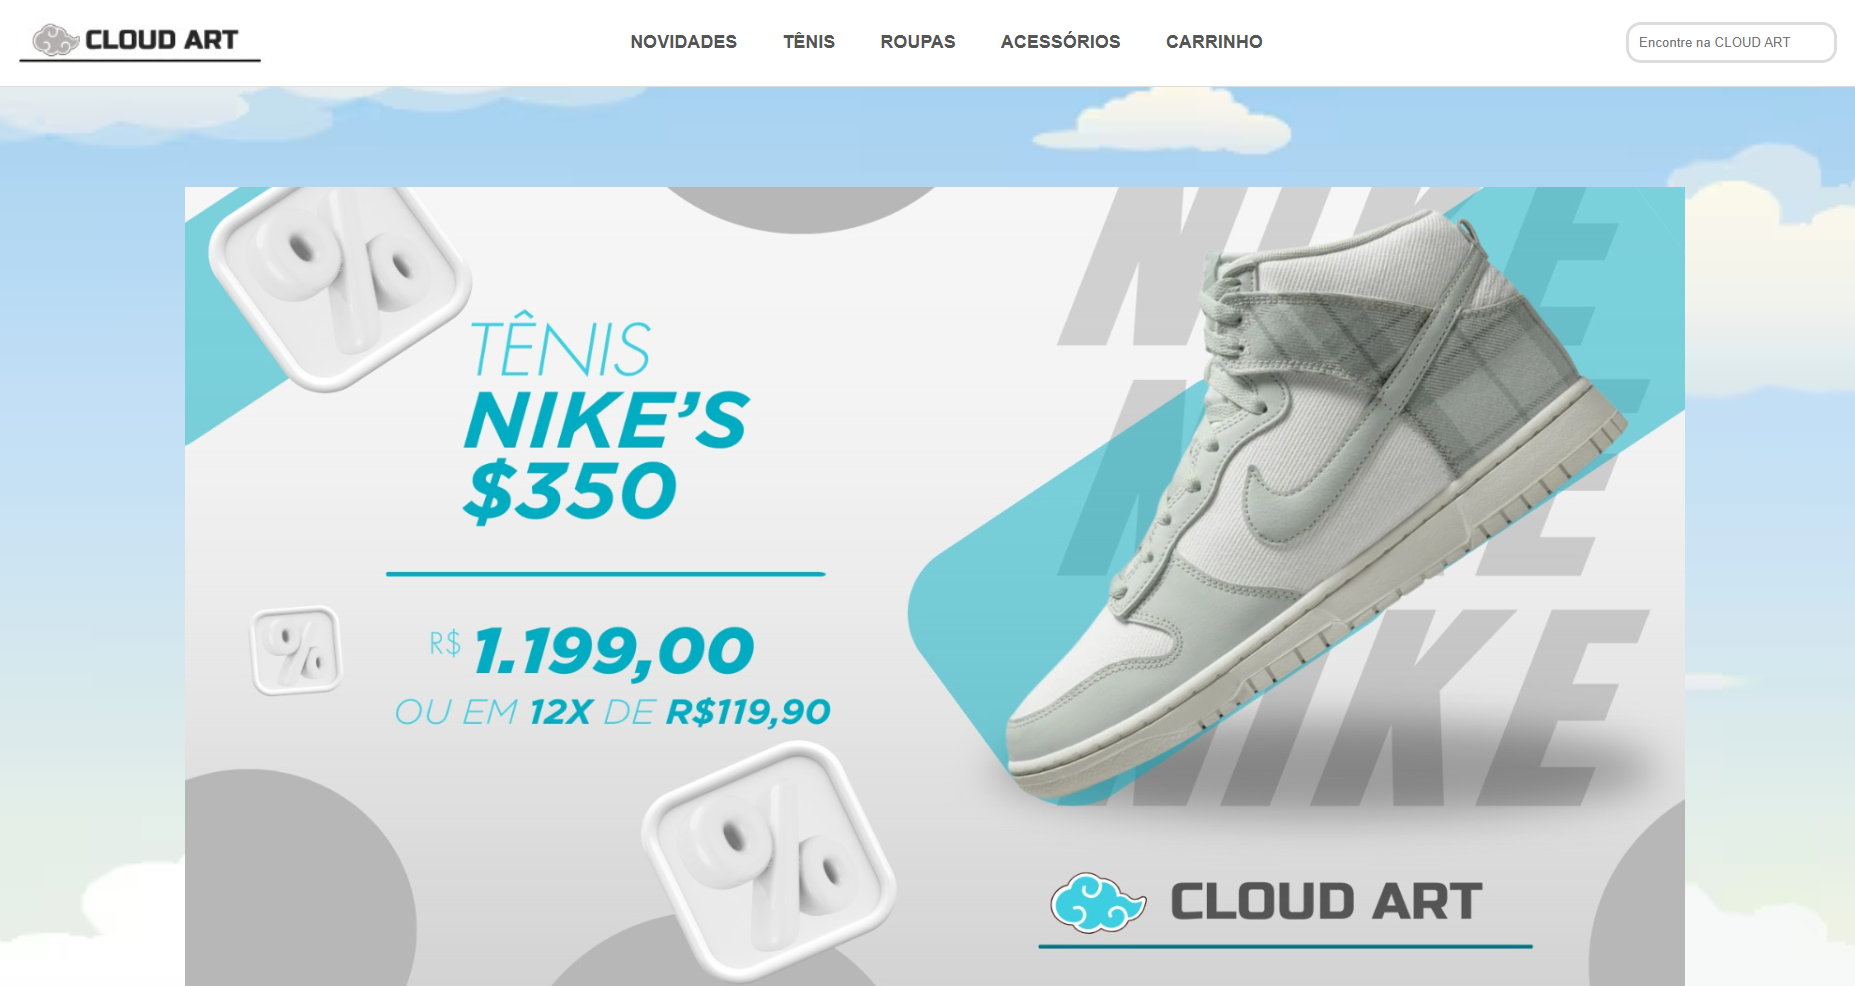 CLOUD ART
NOVIDADES TÊNIS ROUPAS ACESSÓRIOS CARRINHO
Encontre na CLOUD ART
TÊNIS
NIKE'S
$350
R$ 1.199,00
OU EM 12X DE R$119,90
NIKE
NIKE
NIKE
CLOUD ART